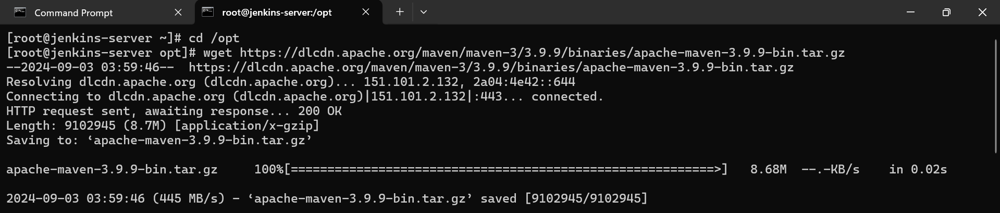 Command Prompt
root@jenkins-server:/opt
[root@jenkins-server ~]# cd /opt
[root@jenkins-server opt]# wget https://dlcdn.apache.org/maven/maven-3/3.9.9/binaries/apache-maven-3.9.9-bin.tar.gz
--2024-09-03 03:59:46--  https://dlcdn.apache.org/maven/maven-3/3.9.9/binaries/apache-maven-3.9.9-bin.tar.gz
Resolving dlcdn.apache.org (dlcdn.apache.org)... 151.101.2.132, 2a04:4e42::644
Connecting to dlcdn.apache.org (dlcdn.apache.org)|151.101.2.132|:443... connected.
HTTP request sent, awaiting response... 200 OK
Length: 9102945 (8.7M) [application/x-gzip]
Saving to: ‘apache-maven-3.9.9-bin.tar.gz’
apache-maven-3.9.9-bin.tar.gz     100%[==========================================================>]   8.68M  --.-KB/s    in 0.02s
2024-09-03 03:59:46 (445 MB/s) - ‘apache-maven-3.9.9-bin.tar.gz’ saved [9102945/9102945]